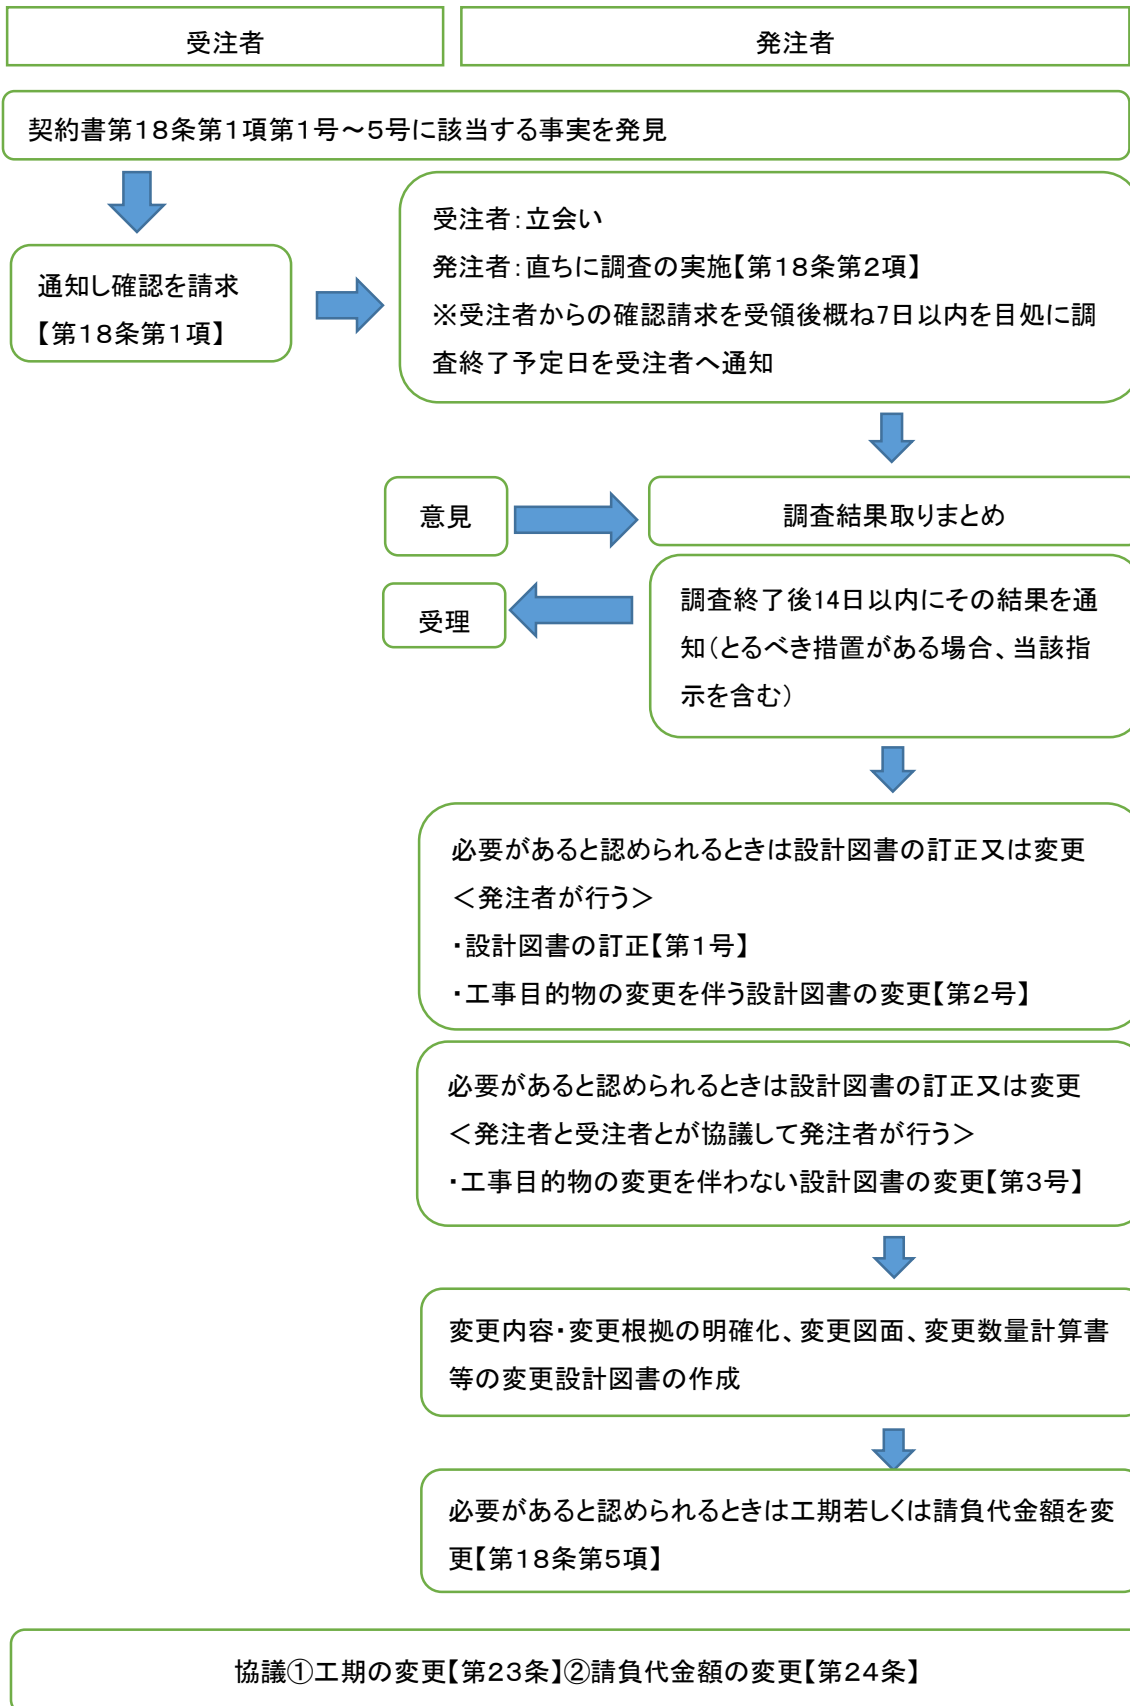 受注者
発注者
契約書第１８条第１項第１号～５号に該当する事実を発見
通知し確認を請求
【第１８条第１項】
受注者：立会い
発注者：直ちに調査の実施【第１８条第２項】
※受注者からの確認請求を受領後概ね7日以内を目処に調
査終了予定日を受注者へ通知
意見
調査結果取りまとめ
受理
調査終了後14日以内にその結果を通
知（とるべき措置がある場合、当該指
示を含む）
必要があると認められるときは設計図書の訂正又は変更
＜発注者が行う＞
・設計図書の訂正【第１号】
・工事目的物の変更を伴う設計図書の変更【第２号】
必要があると認められるときは設計図書の訂正又は変更
＜発注者と受注者とが協議して発注者が行う＞
・工事目的物の変更を伴わない設計図書の変更【第３号】
変更内容・変更根拠の明確化、変更図面、変更数量計算書
等の変更設計図書の作成
必要があると認められるときは工期若しくは請負代金額を変
更【第１８条第５項】
協議①工期の変更【第２３条】②請負代金額の変更【第２４条】